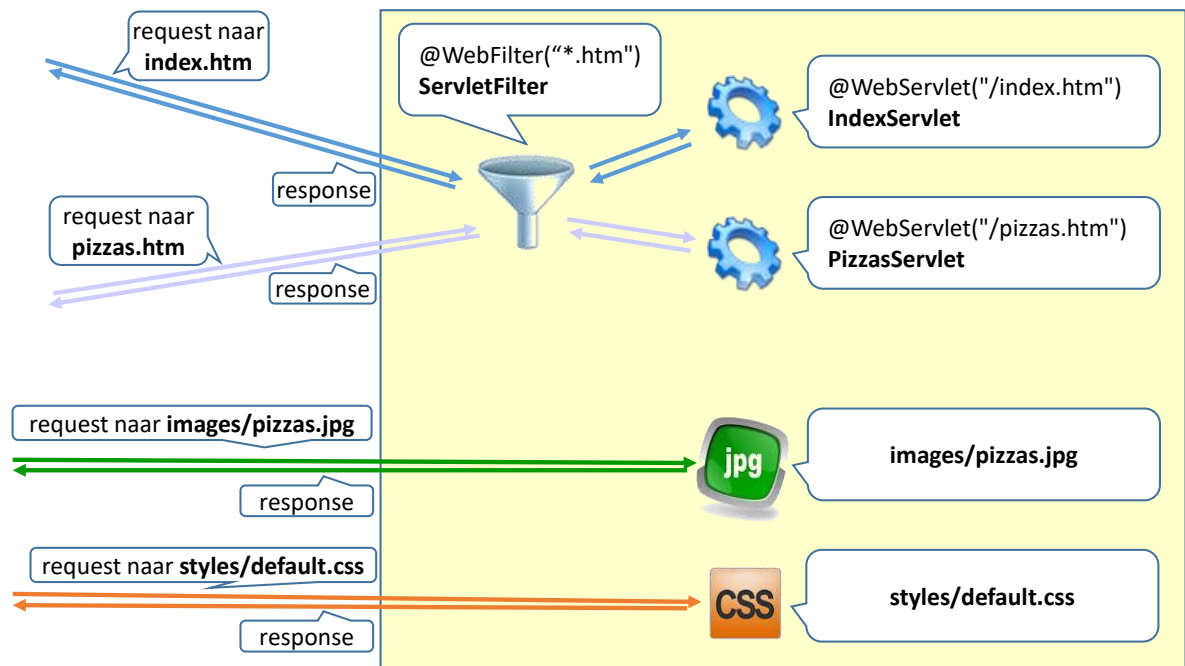 request naar
index.htm
@WebFilter(“*.htm")
ServletFilter
@WebServlet("/index.htm")
IndexServlet
response
request naar
pizzas.htm
@WebServlet("/pizzas.htm")
PizzasServlet
response
request naar images/pizzas.jpg
jpg
images/pizzas.jpg
response
request naar styles/default.css
CSS
styles/default.css
response